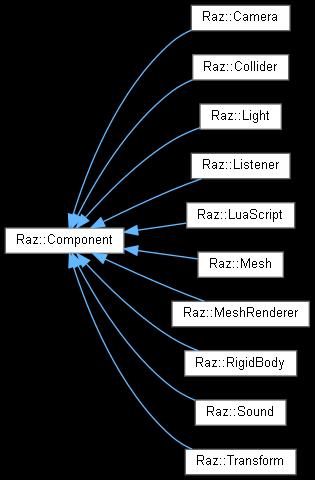 Raz::Camera
Raz::Collider
Raz::Light
Raz::Listener
Raz::LuaScript
Raz::Component
Raz::Mesh
Raz::MeshRenderer
Raz::RigidBody
Raz::Sound
Raz::Transform